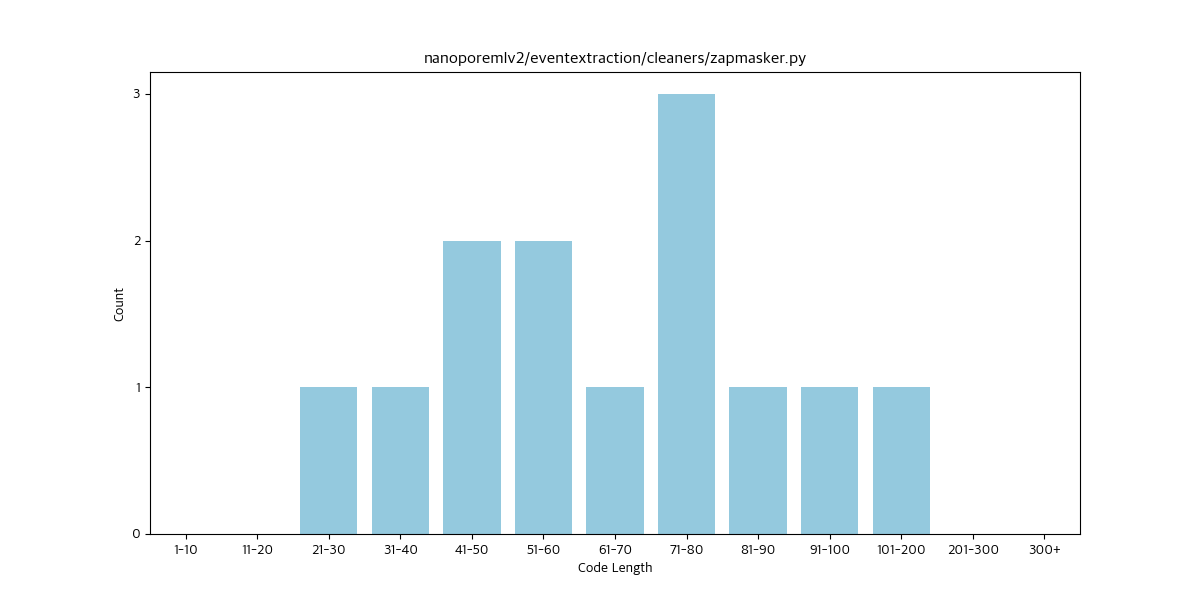 nanoporemlv2/eventextraction/cleaners/zapmasker.py
3
2
1
0
Count
1-10 11-20 21-30 31-40 41-50 51-60 61-70 71-80 81-90 91-100 101-200 201-300 300+
Code Length